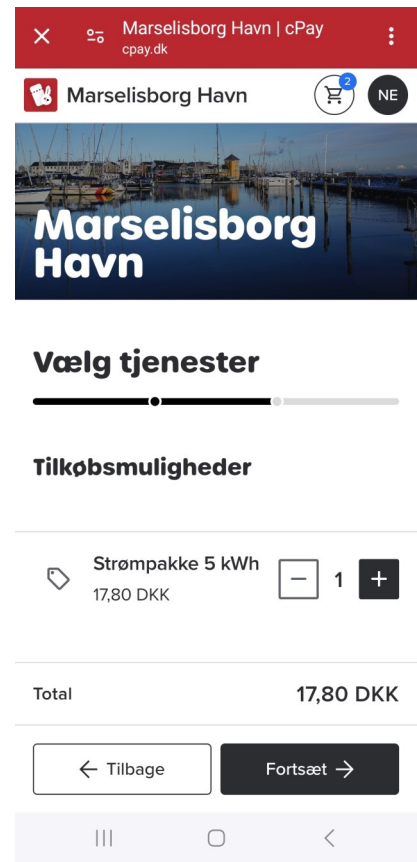 Marselisborg Havn | cPay
cpay.dk
Marselisborg Havn
2
NE
Marselisborg
Havn
Vælg tjenester
Tilkøbsmuligheder
Strømpakke 5 kWh
17,80 DKK
1
Total
17,80 DKK
Tilbage
Fortsæt